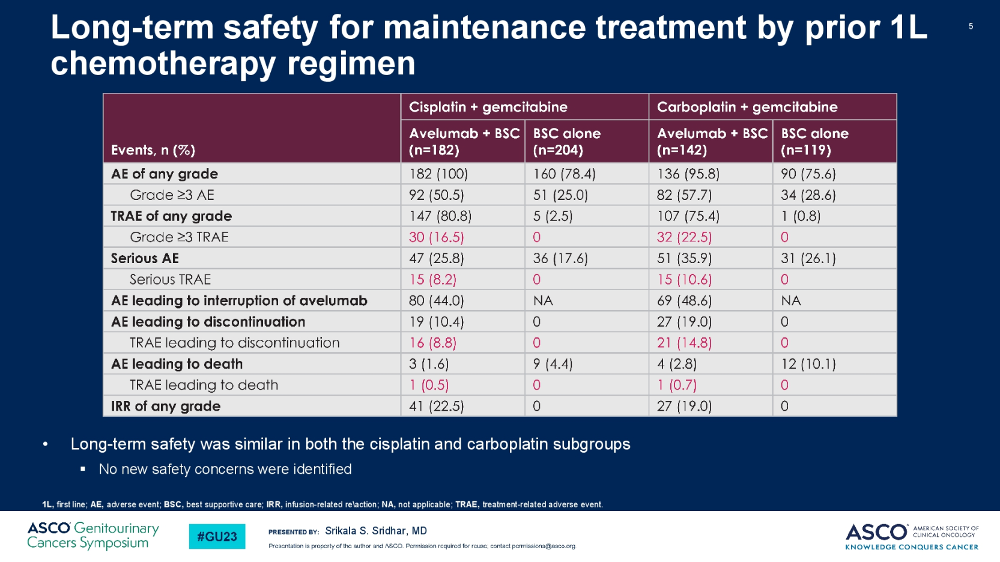 Long-term safety for maintenance treatment by prior 1L
chemotherapy regimen
5
Cisplatin + gemcitabine Carboplatin + gemcitabine
Events, n (%) Avelumab + BSC (n=182) BSC alone (n=204) Avelumab + BSC (n=142) BSC alone (n=119)
AE of any grade 182 (100) 160 (78.4) 136 (95.8) 90 (75.6)
Grade ≥3 AE 92 (50.5) 51 (25.0) 82 (57.7) 34 (28.6)
TRAE of any grade 147 (80.8) 5 (2.5) 107 (75.4) 1 (0.8)
Grade ≥3 TRAE 30 (16.5) 0 32 (22.5) 0
Serious AE 47 (25.8) 36 (17.6) 51 (35.9) 31 (26.1)
Serious TRAE 15 (8.2) 0 15 (10.6) 0
AE leading to interruption of avelumab 80 (44.0) NA 69 (48.6) NA
AE leading to discontinuation 19 (10.4) 0 27 (19.0) 0
TRAE leading to discontinuation 16 (8.8) 0 21 (14.8) 0
AE leading to death 3 (1.6) 9 (4.4) 4 (2.8) 12 (10.1)
TRAE leading to death 1 (0.5) 0 1 (0.7) 0
IRR of any grade 41 (22.5) 0 27 (19.0) 0
• Long-term safety was similar in both the cisplatin and carboplatin subgroups
▪ No new safety concerns were identified
1L, first line; AE, adverse event; BSC, best supportive care; IRR, infusion-related re\action; NA, not applicable; TRAE, treatment-related adverse event.
ASCO Genitourinary
Cancers Symposium
#GU23
PRESENTED BY: Srikala S. Sridhar, MD
Presentation is property of the author and ASCO. Permission required for reuse; contact permissions@asco.org.
ASCO AMERICAN SOCIETY OF
CLINICAL ONCOLOGY
KNOWLEDGE CONQUERS CANCER